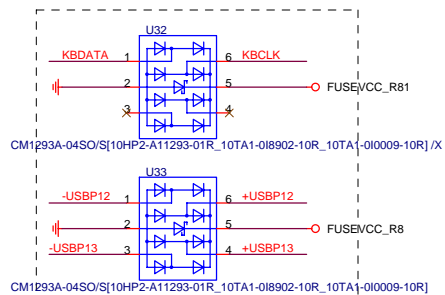 U32
KBDATA 1 6 KBCLK
2 5 FUSEVCC_R81
3 4
CM1293A-04SO/S[10HP2-A11293-01R_10TA1-0I8902-10R_10TA1-0I0009-10R] /X
U33
-USBP12 1 6 +USBP12
2 5 FUSEVCC_R8
-USBP13 3 4 +USBP13
CM1293A-04SO/S[10HP2-A11293-01R_10TA1-0I8902-10R_10TA1-0I0009-10R]